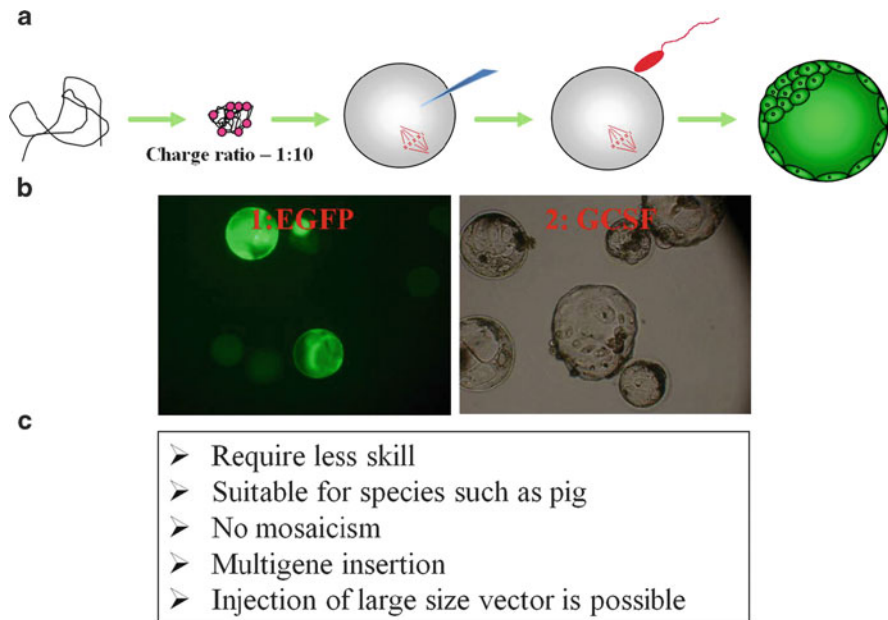 a
Charge ratio – 1:10
b
1:EGFP
2: GCSF
c
➢ Require less skill
➢ Suitable for species such as pig
➢ No mosaicism
➢ Multigene insertion
➢ Injection of large size vector is possible